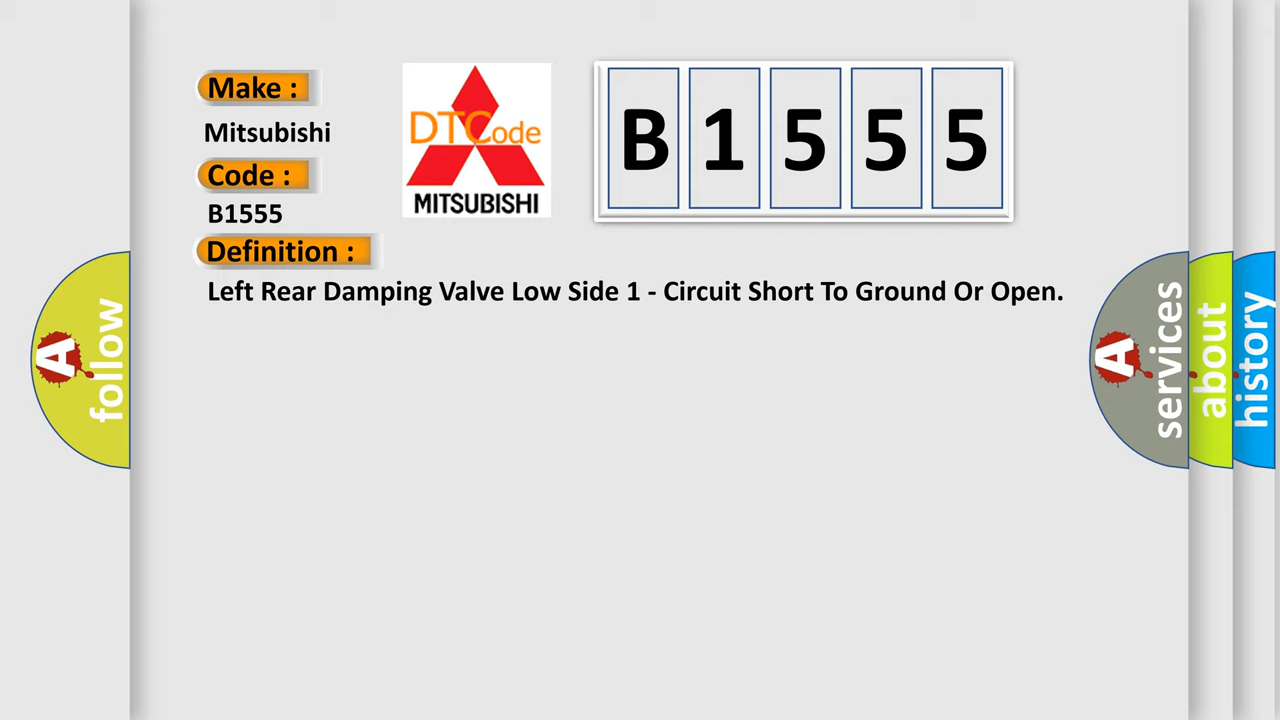 Make :
Mitsubishi
Code :
B1555
Definition :
Left Rear Damping Valve Low Side 1 - Circuit Short To Ground Or Open.
DTCode
MITSUBISHI
B 1 5 5 5
A follow
A services
about
history